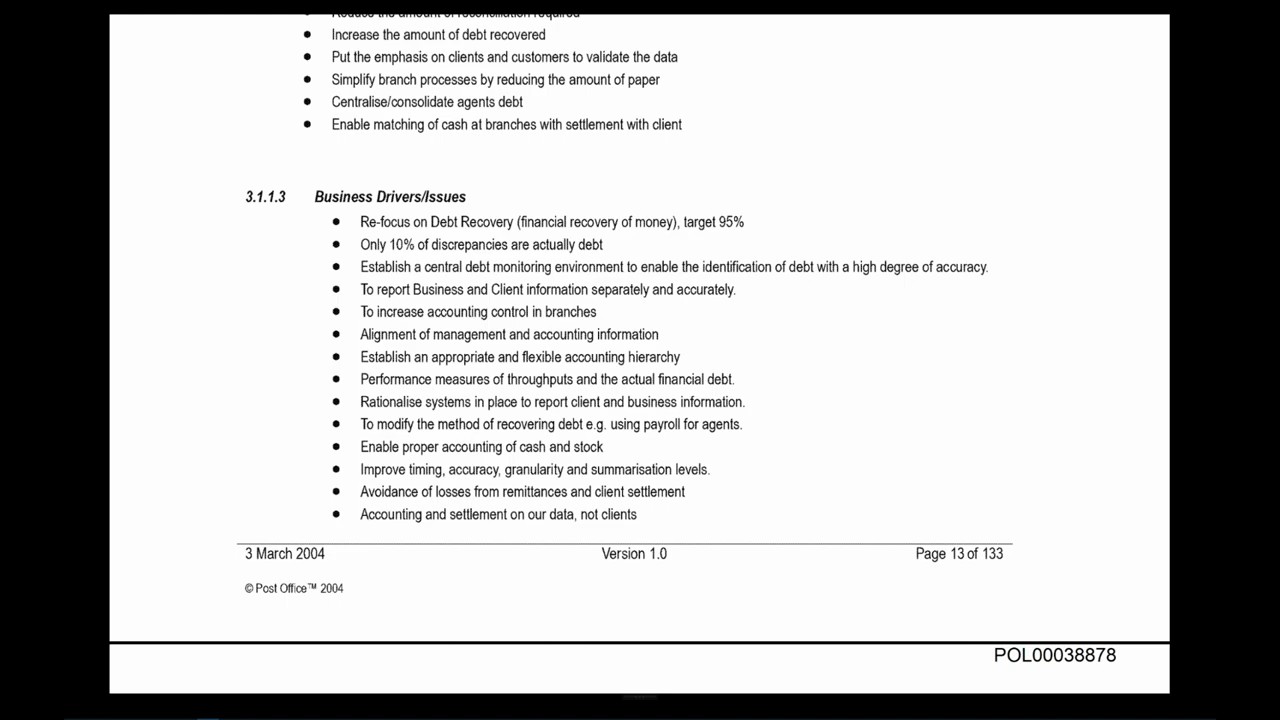 Reduce the amount of reconciliation required
● Increase the amount of debt recovered
● Put the emphasis on clients and customers to validate the data
● Simplify branch processes by reducing the amount of paper
● Centralise/consolidate agents debt
● Enable matching of cash at branches with settlement with client
3.1.1.3 Business Drivers/Issues
● Re-focus on Debt Recovery (financial recovery of money), target 95%
● Only 10% of discrepancies are actually debt
● Establish a central debt monitoring environment to enable the identification of debt with a high degree of accuracy.
● To report Business and Client information separately and accurately.
● To increase accounting control in branches
● Alignment of management and accounting information
● Establish an appropriate and flexible accounting hierarchy
● Performance measures of throughputs and the actual financial debt.
● Rationalise systems in place to report client and business information.
● To modify the method of recovering debt e.g. using payroll for agents.
● Enable proper accounting of cash and stock
● Improve timing, accuracy, granularity and summarisation levels.
● Avoidance of losses from remittances and client settlement
● Accounting and settlement on our data, not clients
3 March 2004 Version 1.0 Page 13 of 133
© Post Office™ 2004
POL00038878